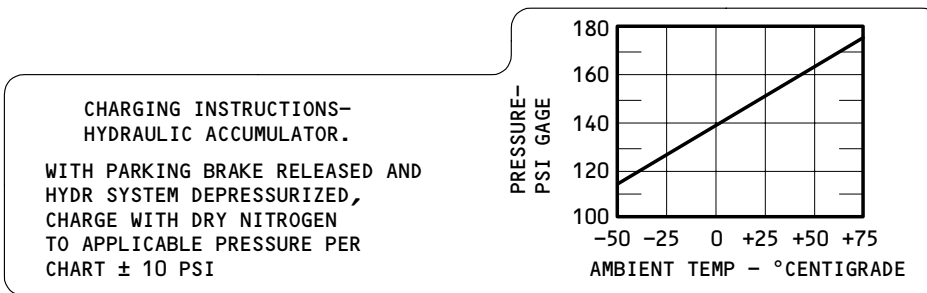 CHARGING INSTRUCTIONS–
HYDRAULIC ACCUMULATOR.
WITH PARKING BRAKE RELEASED AND
HYDR SYSTEM DEPRESSURIZED,
CHARGE WITH DRY NITROGEN
TO APPLICABLE PRESSURE PER
CHART ± 10 PSI
PRESSURE–
PSI GAGE
180
160
140
120
100
–50 –25 0 +25 +50 +75
AMBIENT TEMP – °CENTIGRADE